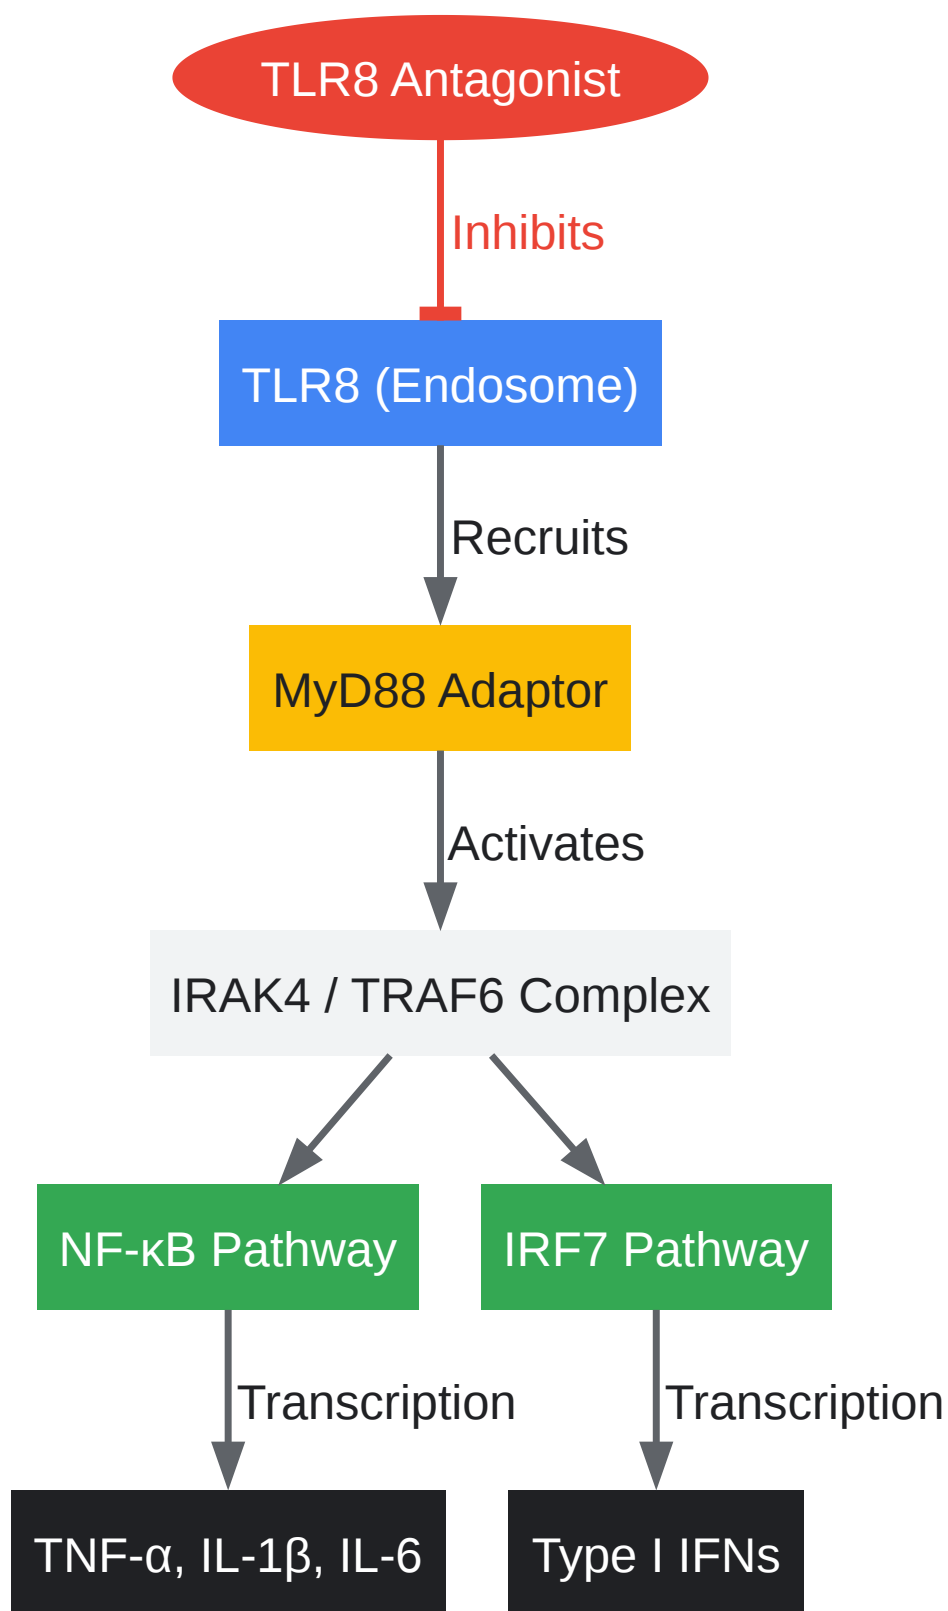 TLR8 Antagonist
Inhibits
TLR8 (Endosome)
Recruits
MyD88 Adaptor
Activates
IRAK4 / TRAF6 Complex
NF-κB Pathway
IRF7 Pathway
Transcription
Transcription
TNF-α, IL-1β, IL-6
Type I IFNs